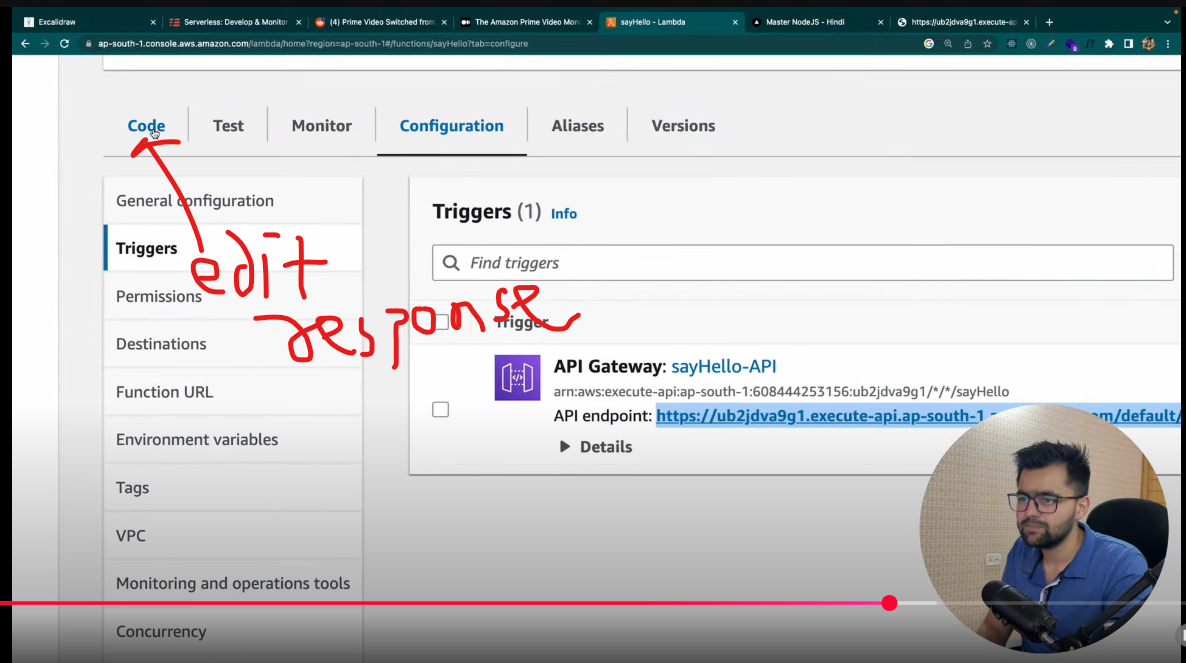 Excalidraw
Serverless: Develop & Monitor
(4) Prime Video Switched from
The Amazon Prime Video Mon
sayHello - Lambda
Master NodeJS - Hindi
https://ub2jdva9g1.execute-ap
ap-south-1.console.aws.amazon.com/lambda/home?region=ap-south-1#/functions/sayHello?tab=configure
Code
Test
Monitor
Configuration
Aliases
Versions
General configuration
Triggers
Permissions
Destinations
Function URL
Environment variables
Tags
VPC
Monitoring and operations tools
Concurrency
edit
response
Triggers (1) Info
Find triggers
Trigger
API Gateway: sayHello-API
arn:aws:execute-api:ap-south-1:608444253156:ub2jdva9g1/*/*/sayHello
API endpoint: https://ub2jdva9g1.execute-api.ap-south-1.a om/default/
Details